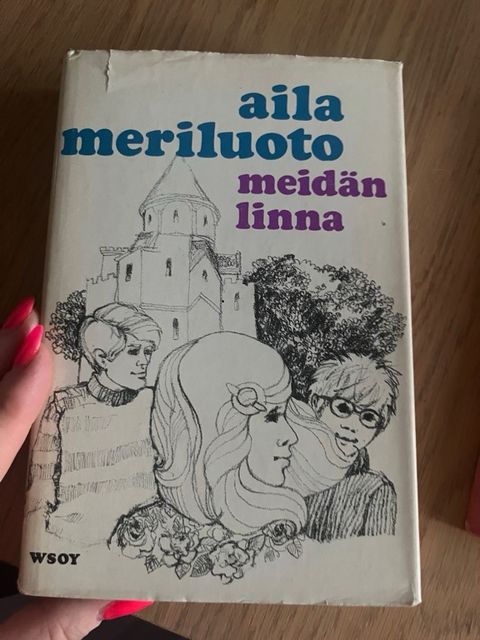 aila
meriluoto
meidän
linna
WSOY